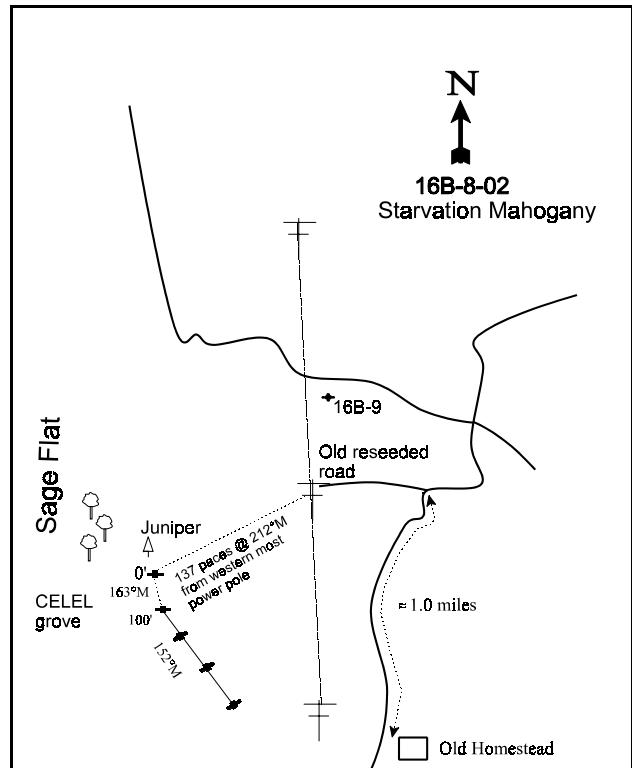 N
16B-8-02
Starvation Mahogany
16B-9
Old reseeded
road
Sage Flat
Juniper
137 paces @ 212°M
from western most
power pole
0'
163°M
CELEL
grove
100'
152°M
≈ 1.0 miles
Old Homestead